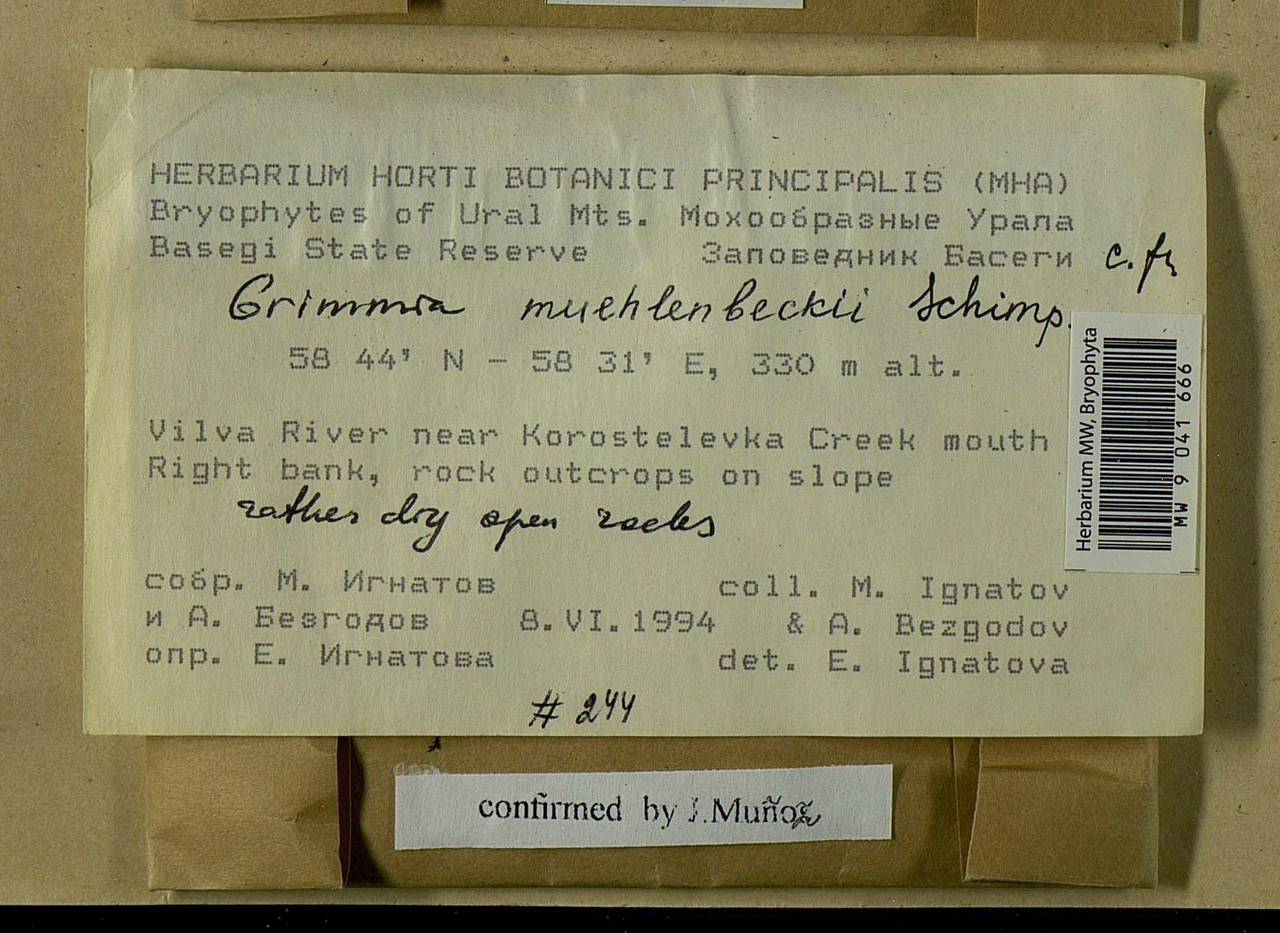 HERBARIUM HORTI BOTANICI PRINCIPALIS (MHA)
Bryophytes of Ural Mts. Мохообразные Урала
Basegi State Reserve Заповедник Басеги c. fr
Grimmia muehlenbeckii Schimp.
58 44' N - 58 31' E, 330 m alt.
Vilva River near Korostelevka Creek mouth
Right bank, rock outcrops on slope
rather dry open rocks
собр. М. Игнатов coll. M. Ignatov
и А. Безгодов 8.VI.1994 & A. Bezgodov
опр. Е. Игнатова det. E. Ignatova
# 244
Herbarium MW, Bryophyta
MW 9 041 666
confirmed by J.Muñoz